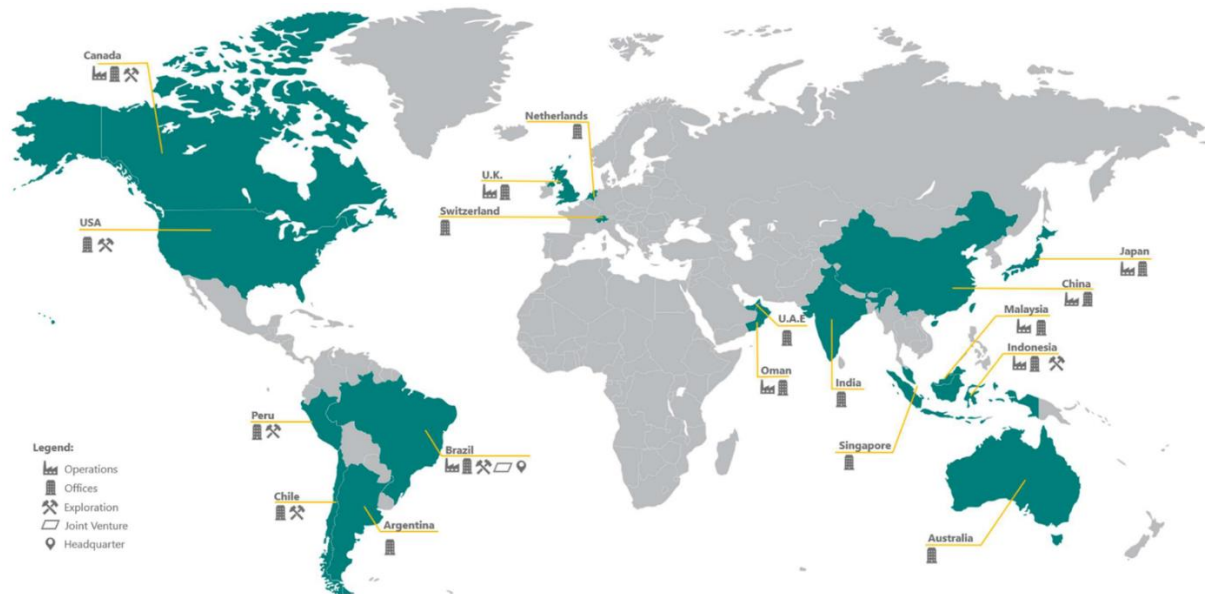 Canada
Netherlands
U.K.
Switzerland
USA
Japan
China
Malaysia
U.A.E
Indonesia
Oman
India
Peru
Singapore
Brazil
Legend:
Operations
Offices
Chile
Exploration
Argentina
Joint Venture
Australia
Headquarter